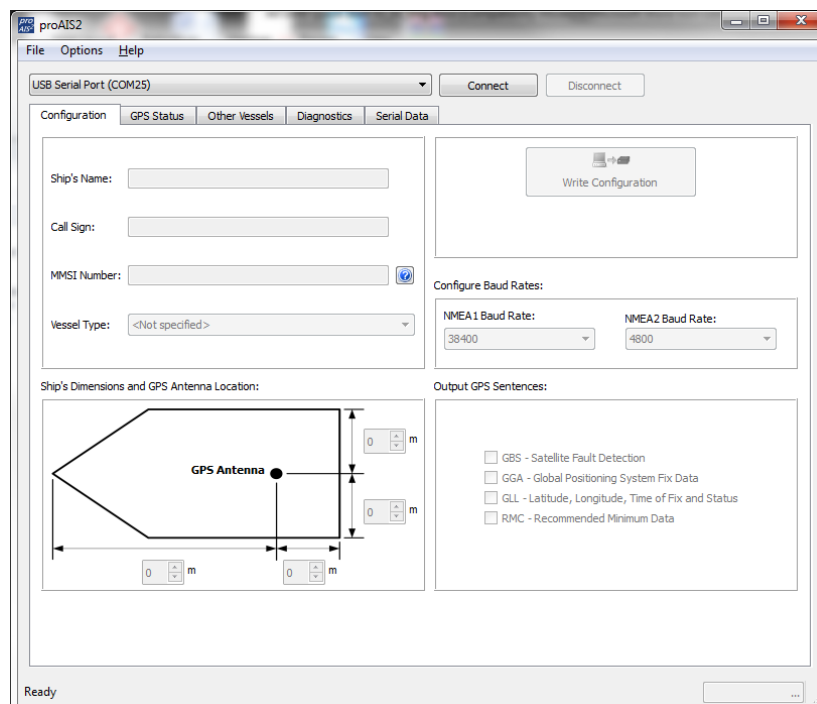 pro
AIS2
proAIS2
File Options Help
USB Serial Port (COM25)
Connect
Disconnect
Configuration
GPS Status
Other Vessels
Diagnostics
Serial Data
Ship's Name:
Call Sign:
MMSI Number:
Vessel Type:
<Not specified>
Write Configuration
Configure Baud Rates:
NMEA1 Baud Rate:
NMEA2 Baud Rate:
38400
4800
Ship's Dimensions and GPS Antenna Location:
GPS Antenna
0 m
0 m
0 m
0 m
Output GPS Sentences:
GBS - Satellite Fault Detection
GGA - Global Positioning System Fix Data
GLL - Latitude, Longitude, Time of Fix and Status
RMC - Recommended Minimum Data
Ready
...